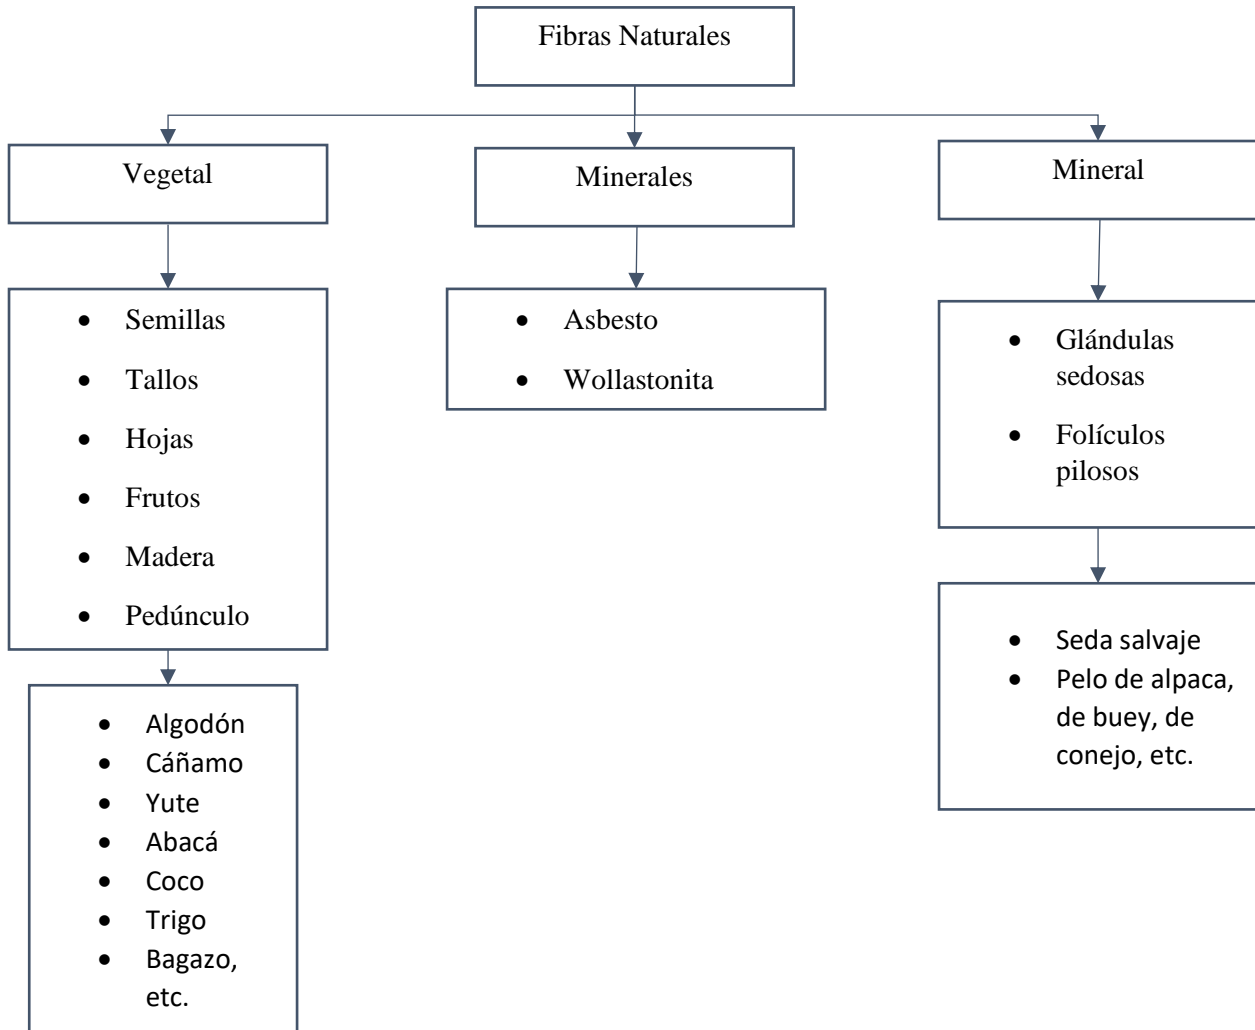 Fibras Naturales
Vegetal
Minerales
Mineral
• Semillas
• Tallos
• Hojas
• Frutos
• Madera
• Pedúnculo
• Asbesto
• Wollastonita
• Glándulas
sedosas
• Folículos
pilosos
• Algodón
• Cáñamo
• Yute
• Abacá
• Coco
• Trigo
• Bagazo,
etc.
• Seda salvaje
• Pelo de alpaca,
de buey, de
conejo, etc.